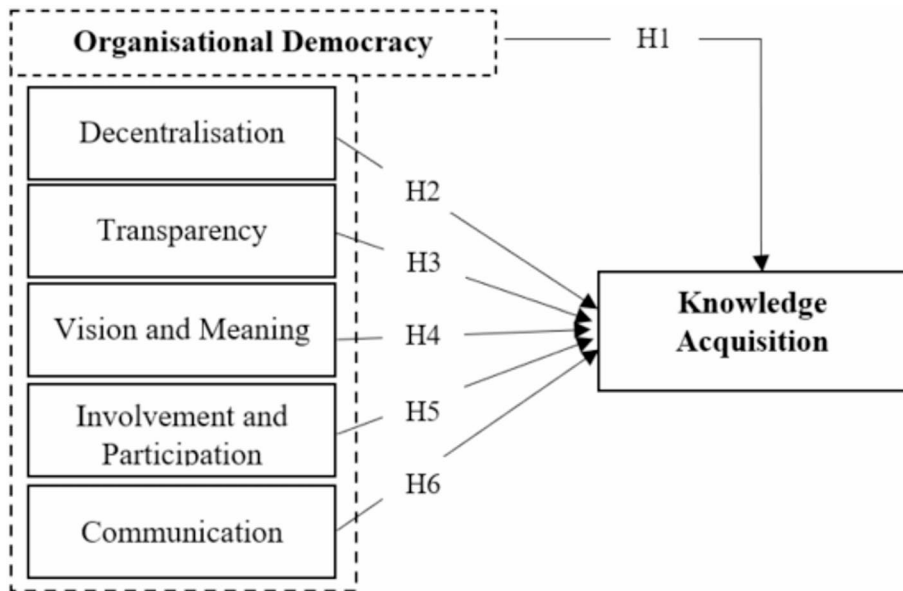 Organisational Democracy
H1
Decentralisation
H2
Transparency
H3
Vision and Meaning
H4
Involvement and
Participation
H5
Communication
H6
Knowledge
Acquisition